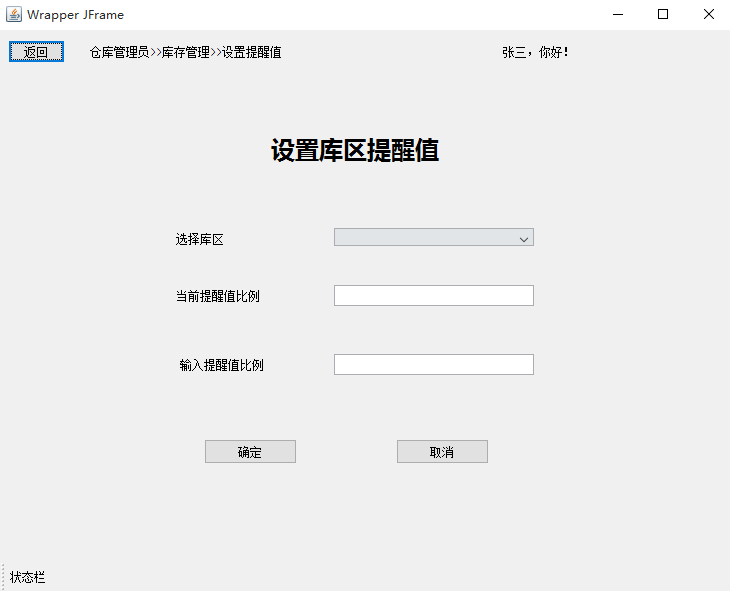 Wrapper JFrame
返回 仓库管理员>>库存管理>>设置提醒值 张三，你好！
设置库区提醒值
选择库区
当前提醒值比例
输入提醒值比例
确定 取消
状态栏